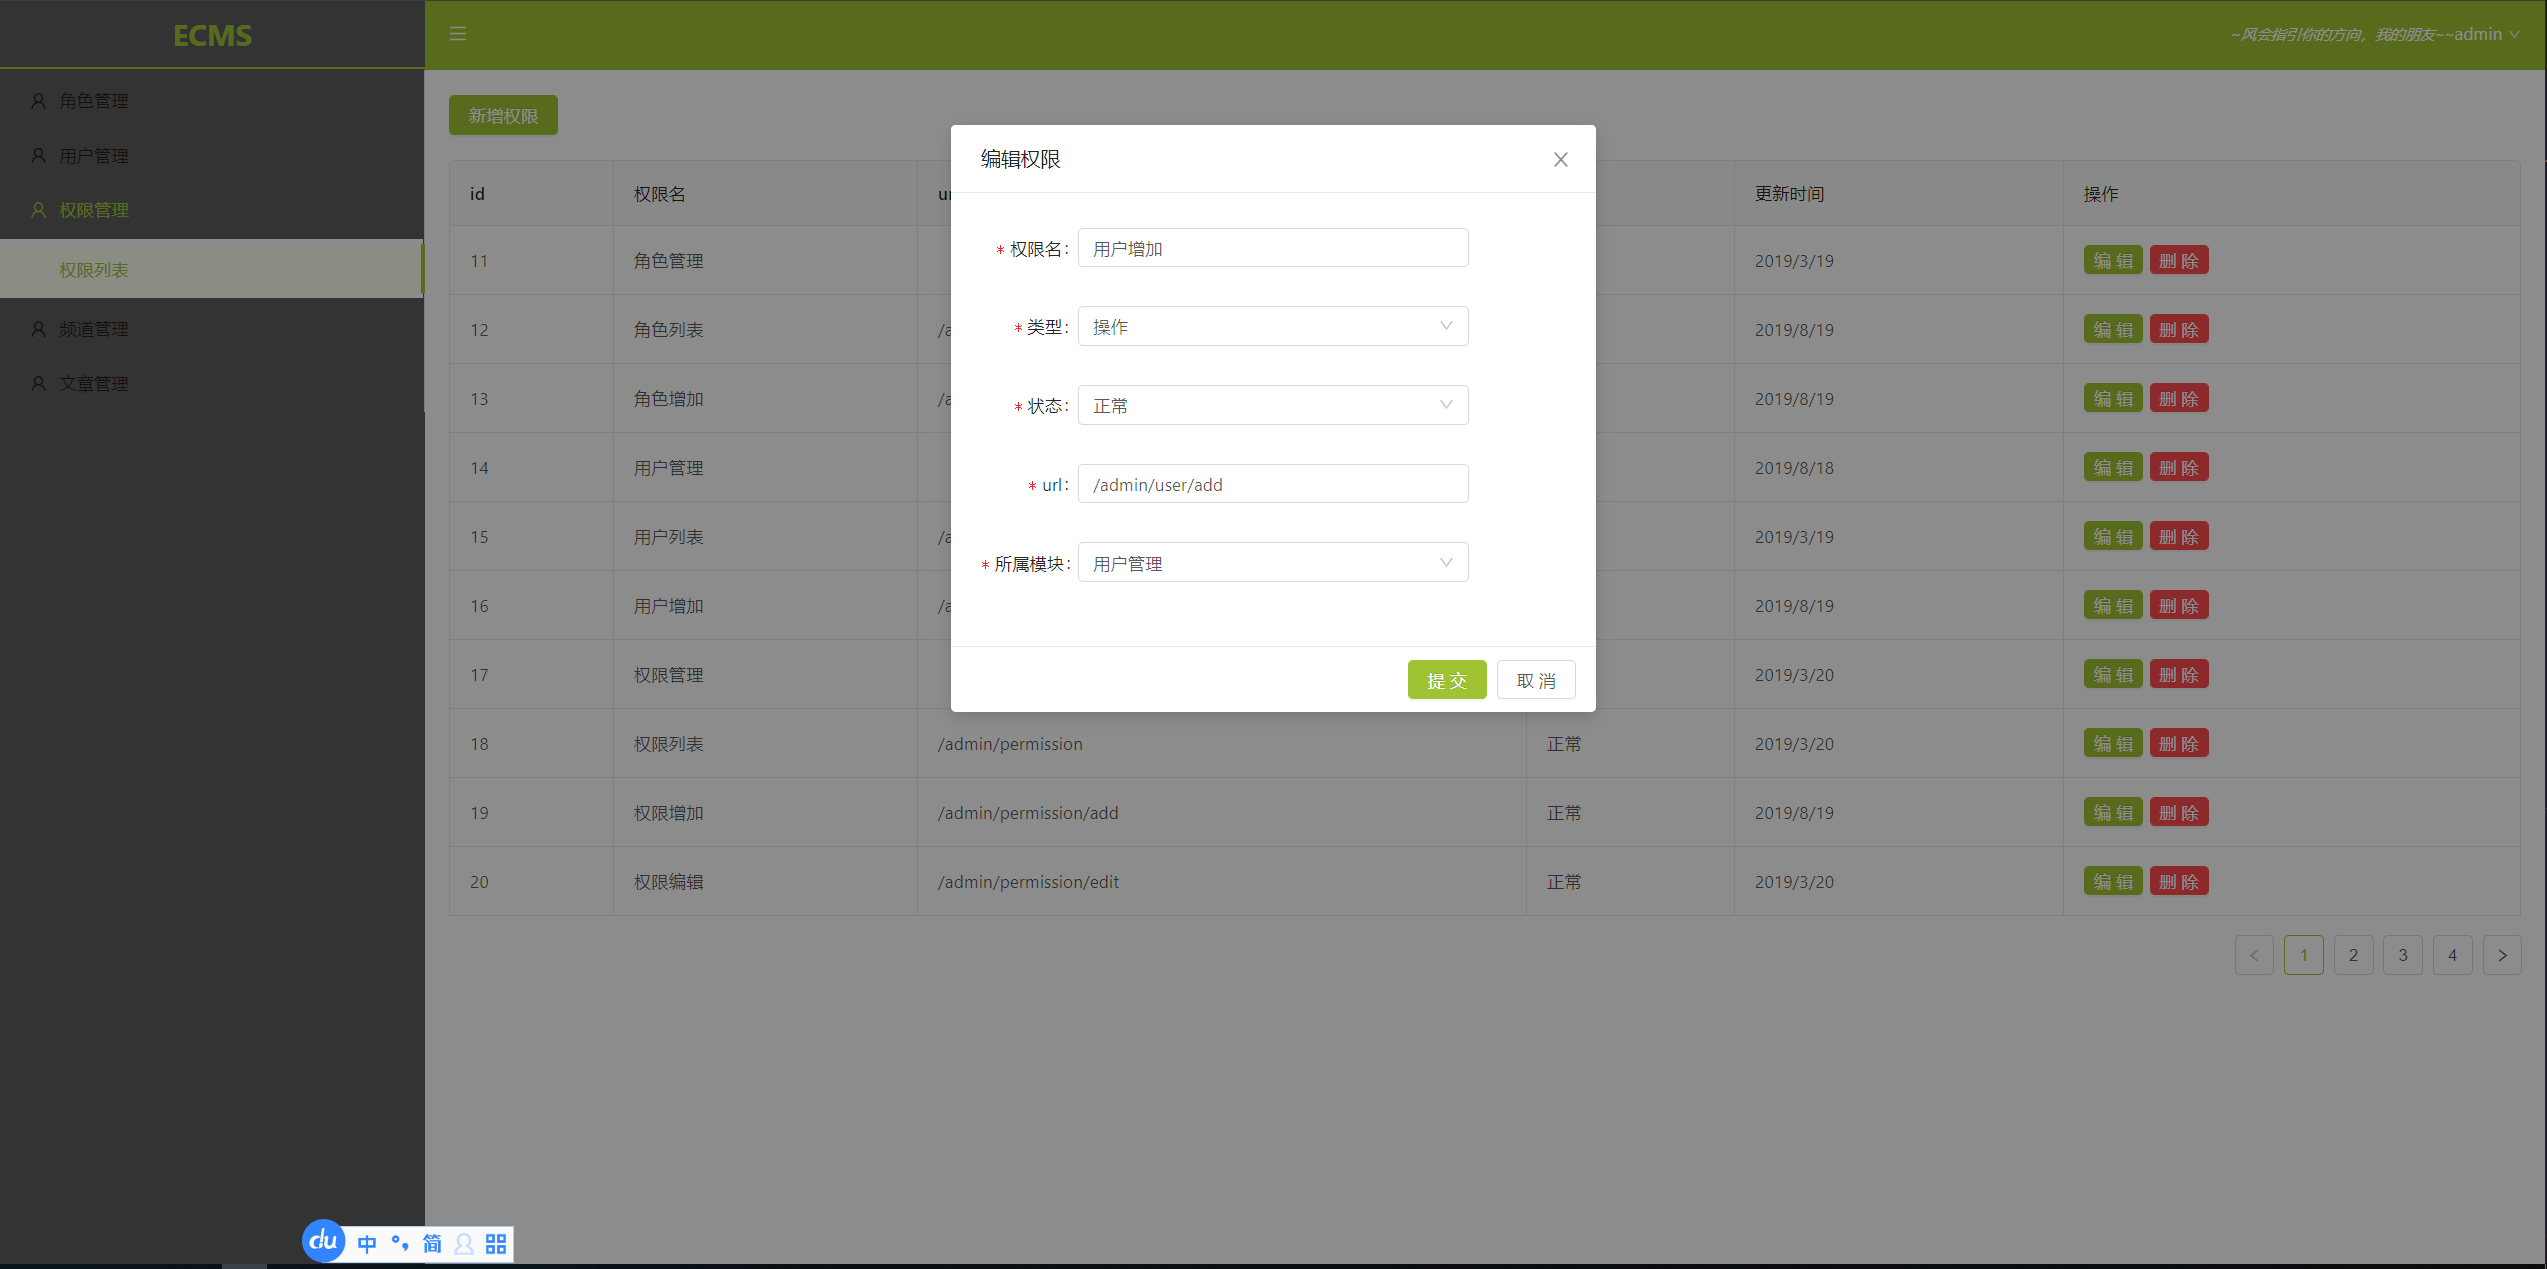 ECMS
~风会指引你的方向，我的朋友~~admin
角色管理
用户管理
权限管理
权限列表
频道管理
文章管理
新增权限
id 权限名 更新时间 操作
11 角色管理 2019/3/19 编 辑 删 除
12 角色列表 2019/8/19 编 辑 删 除
13 角色增加 2019/8/19 编 辑 删 除
14 用户管理 2019/8/18 编 辑 删 除
15 用户列表 2019/3/19 编 辑 删 除
16 用户增加 2019/8/19 编 辑 删 除
17 权限管理 2019/3/20 编 辑 删 除
18 权限列表 /admin/permission 正常 2019/3/20 编 辑 删 除
19 权限增加 /admin/permission/add 正常 2019/8/19 编 辑 删 除
20 权限编辑 /admin/permission/edit 正常 2019/3/20 编 辑 删 除
1 2 3 4
编辑权限
* 权限名: 用户增加
* 类型: 操作
* 状态: 正常
* url: /admin/user/add
* 所属模块: 用户管理
提 交 取 消
du 中 °, 简